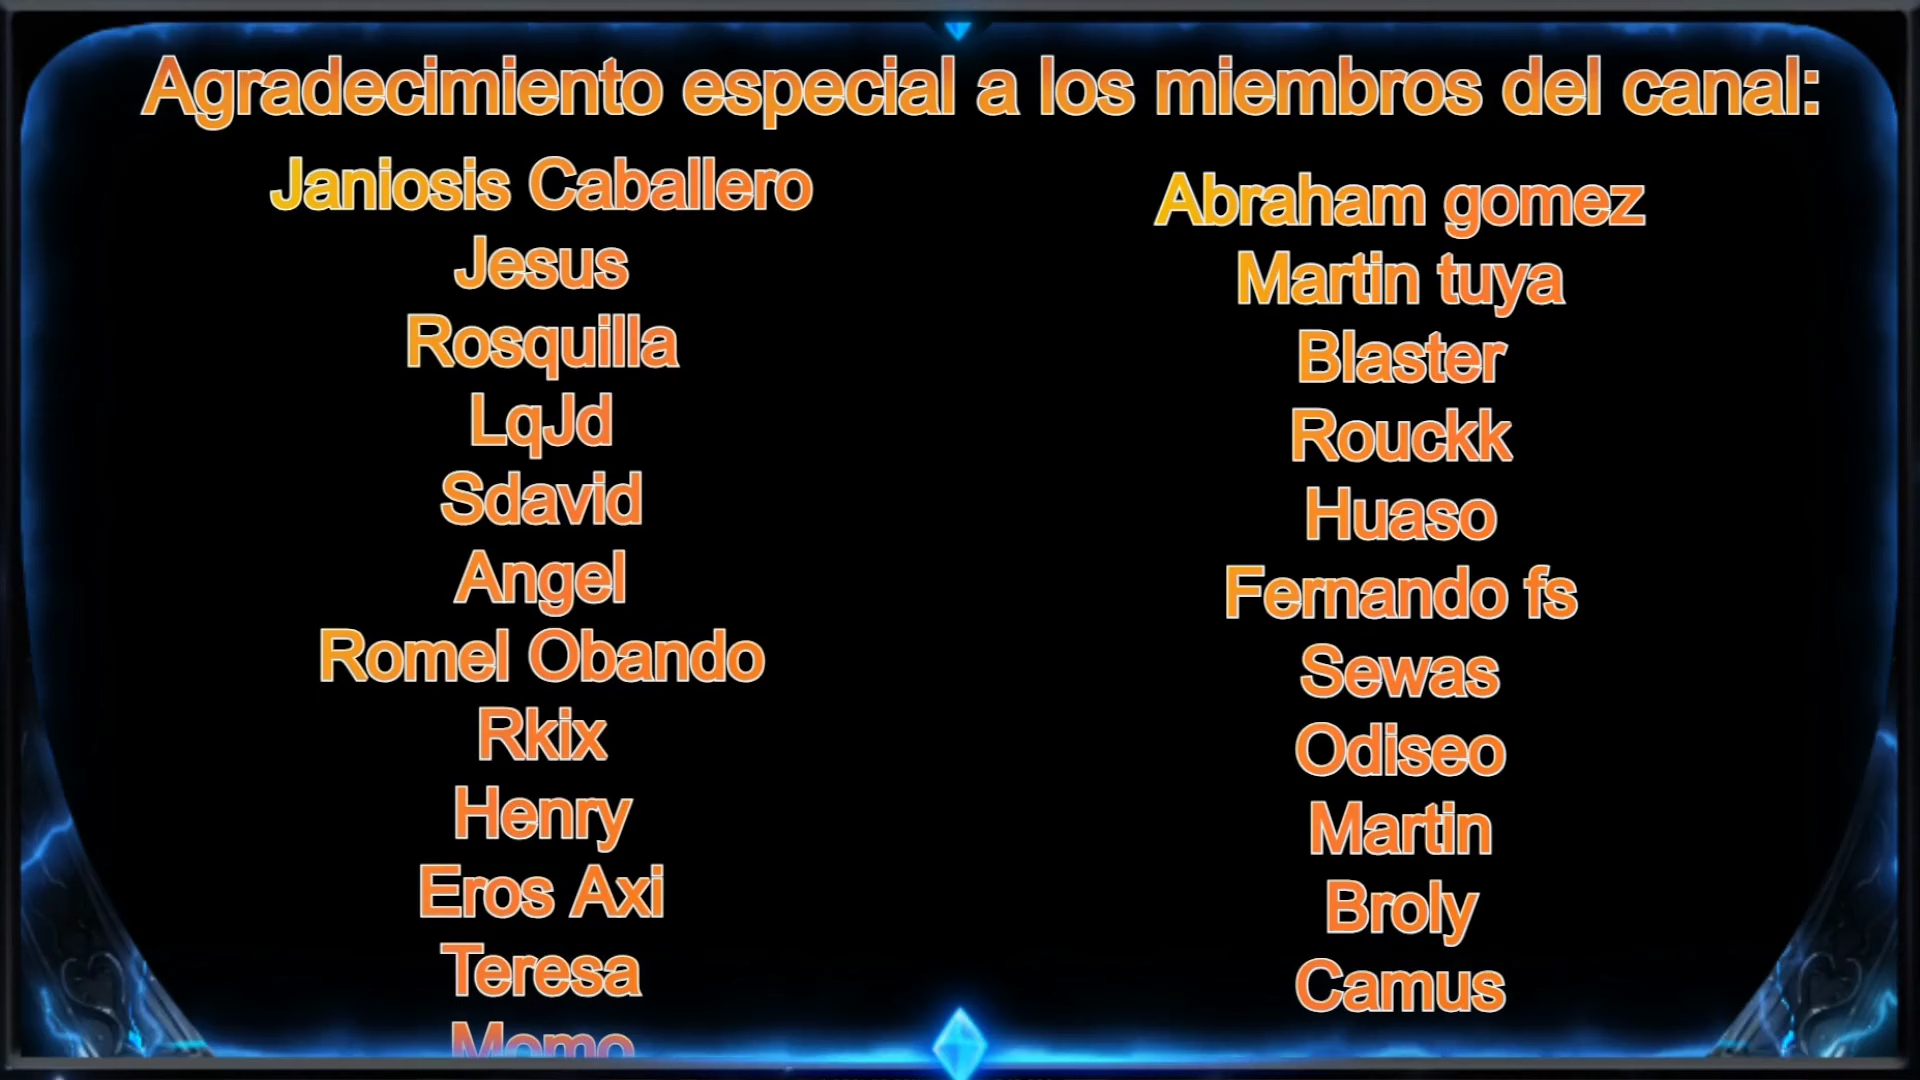 Agradecimiento especial a los miembros del canal:
Janiosis Caballero
Jesus
Rosquilla
LqJd
Sdavid
Angel
Romel Obando
Rkix
Henry
Eros Axi
Teresa
Momo
Abraham gomez
Martin tuya
Blaster
Rouckk
Huaso
Fernando fs
Sewas
Odiseo
Martin
Broly
Camus